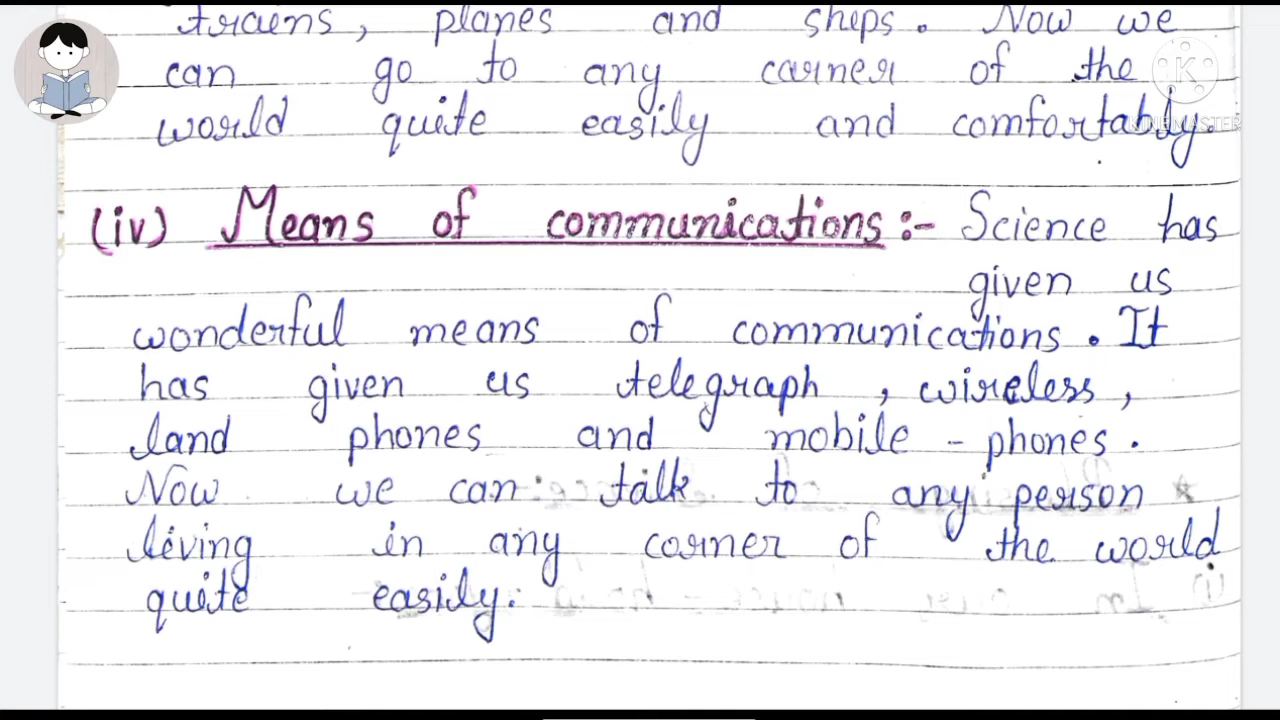 trains, planes and ships. Now we
can go to any corner of the
world quite easily and comfortably.
(iv) Means of communications :- Science has
given us
wonderful means of communications. It
has given us telegraph, wireless,
land phones and mobile - phones.
Now we can talk to any person
living in any corner of the world
quite easily.
K
KINEMASTER